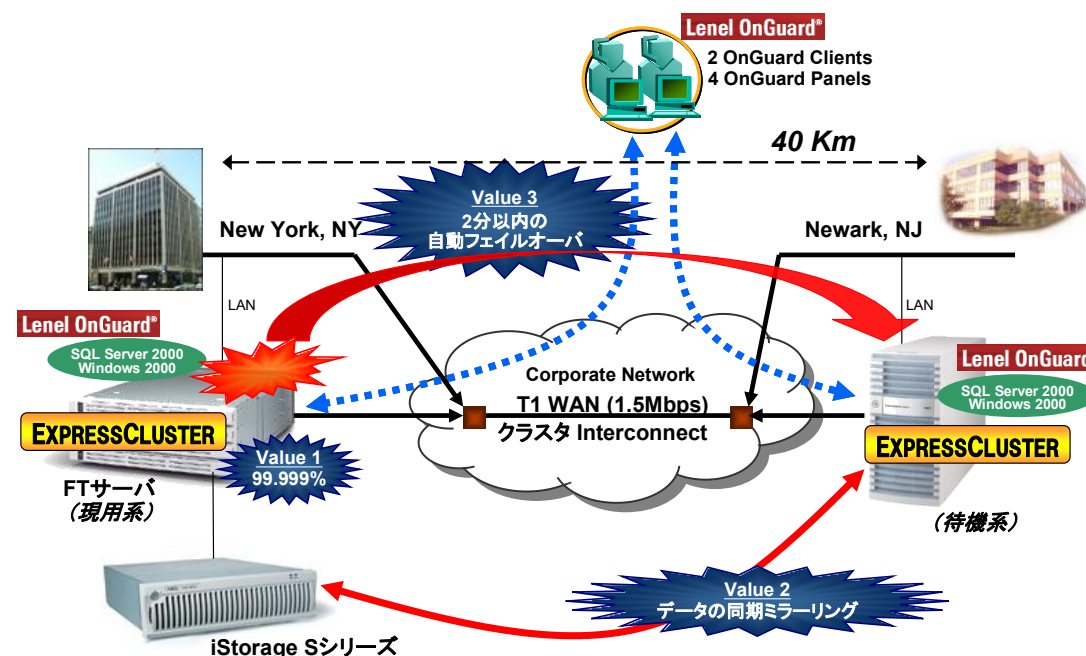 Lenel OnGuard®
2 OnGuard Clients
4 OnGuard Panels
40 Km
Value 3
2分以内の
自動フェイルオーバ
New York, NY
Newark, NJ
LAN
LAN
Lenel OnGuard®
SQL Server 2000
Windows 2000
EXPRESSCLUSTER
Value 1
99.999%
FTサーバ
（現用系）
Corporate Network
T1 WAN (1.5Mbps)
クラスタ Interconnect
Lenel OnGuard
SQL Server 2000
Windows 2000
EXPRESSCLUSTER
（待機系）
Value 2
データの同期ミラーリング
iStorage Sシリーズ